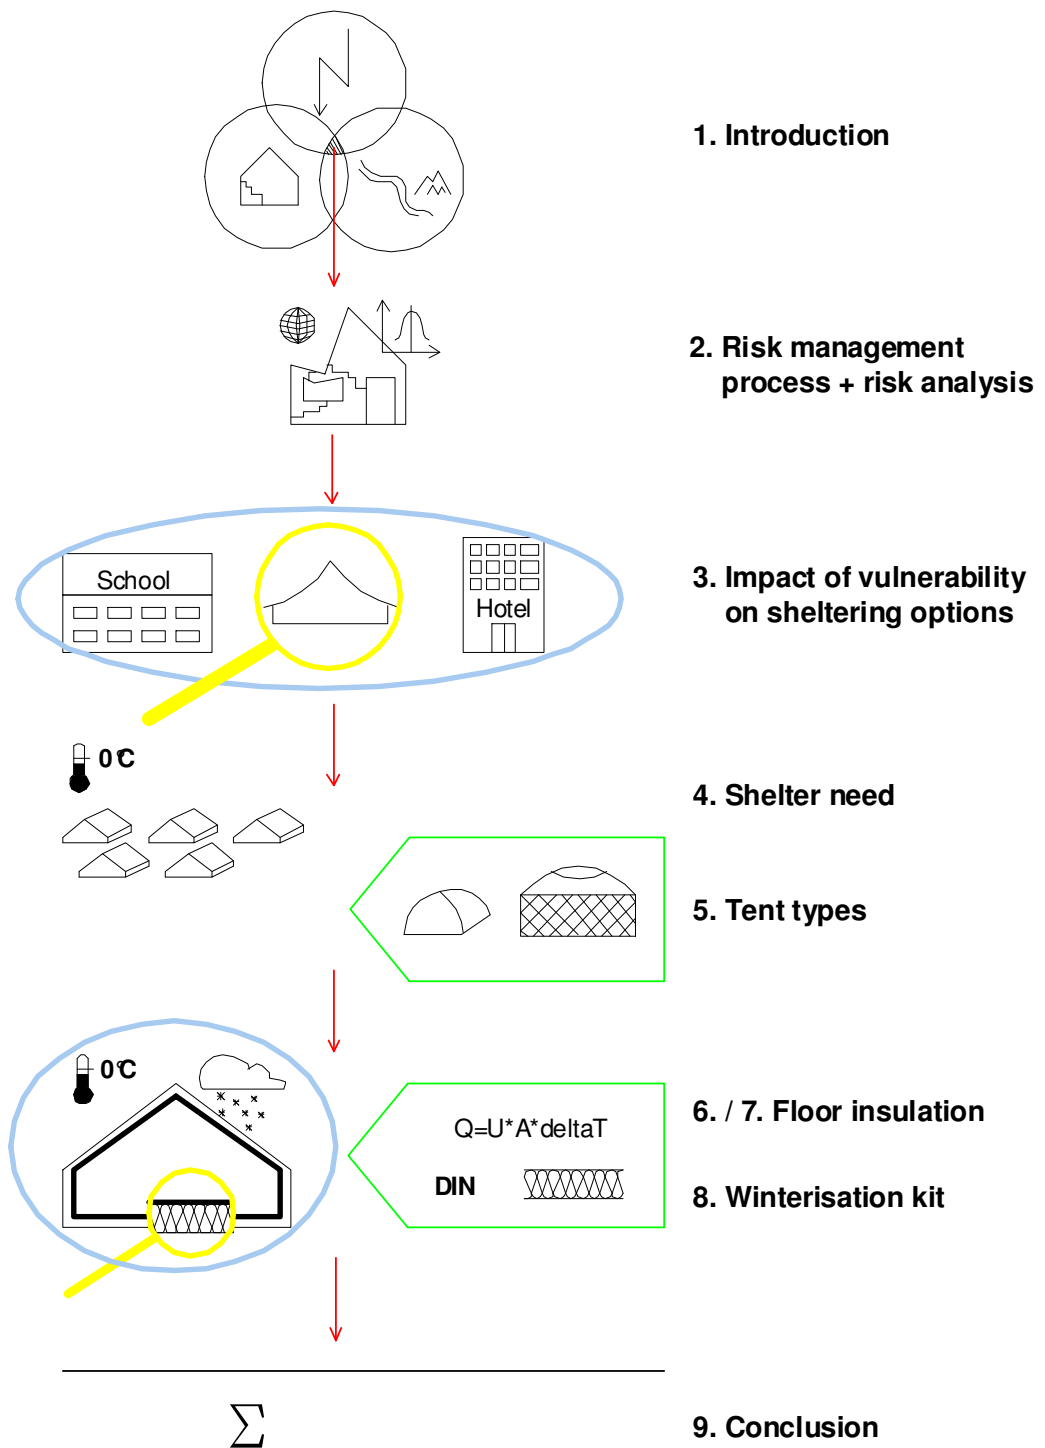 1. Introduction
2. Risk management
process + risk analysis
School
Hotel
3. Impact of vulnerability
on sheltering options
0°C
4. Shelter need
5. Tent types
0°C
Q=U*A*deltaT
DIN
6. / 7. Floor insulation
8. Winterisation kit
Σ
9. Conclusion